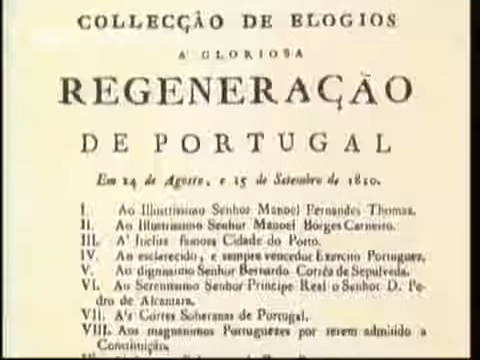 COLLECÇÃO DE ELOGIOS
A' GLORIOSA
REGENERAÇÃO
DE PORTUGAL
Em 24 de Agosto, e 15 de Setembro de 1820.
I. Ao Illustrissimo Senhor Manoel Fernandes Thomaz.
II. Ao Illustrissimo Senhor Manoel Borges Carneiro.
III. A' Inclita famosa Cidade do Porto.
IV. Ao esclarecido, e sempre vencedor Exercito Portuguez.
V. Ao dignissimo Senhor Bernardo Corrêa de Sepulveda.
VI. Ao Serenissimo Senhor Principe Real o Senhor D. Pe-
dro de Alcantara.
VII. A's Côrtes Soberanas de Portugal.
VIII. Aos magnanimos Portuguezes por terem admittido a
Constituição.